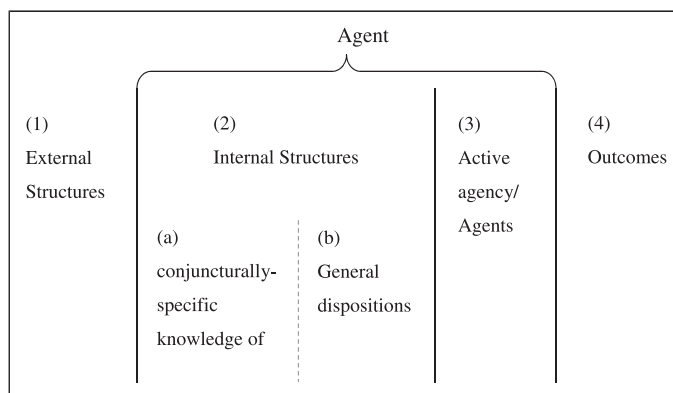 Agent
(1)
External
Structures
(2)
Internal Structures
(a)
conjuncturally-
specific
knowledge of
(b)
General
dispositions
(3)
Active
agency/
Agents
(4)
Outcomes